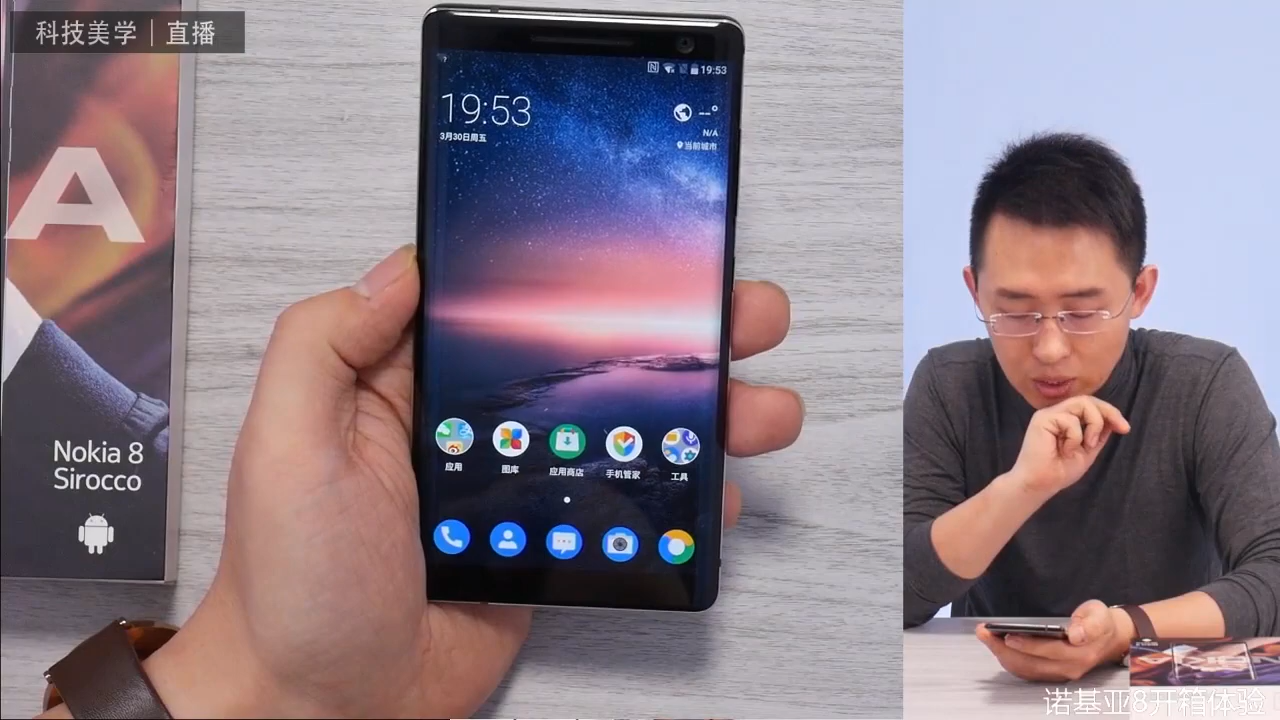 科技美学｜直播
19:53
19:53
--°
3月30日周五
N/A
当前城市
A
Nokia 8
Sirocco
应用
图库
应用商店
手机管家
工具
诺基亚8开箱体验